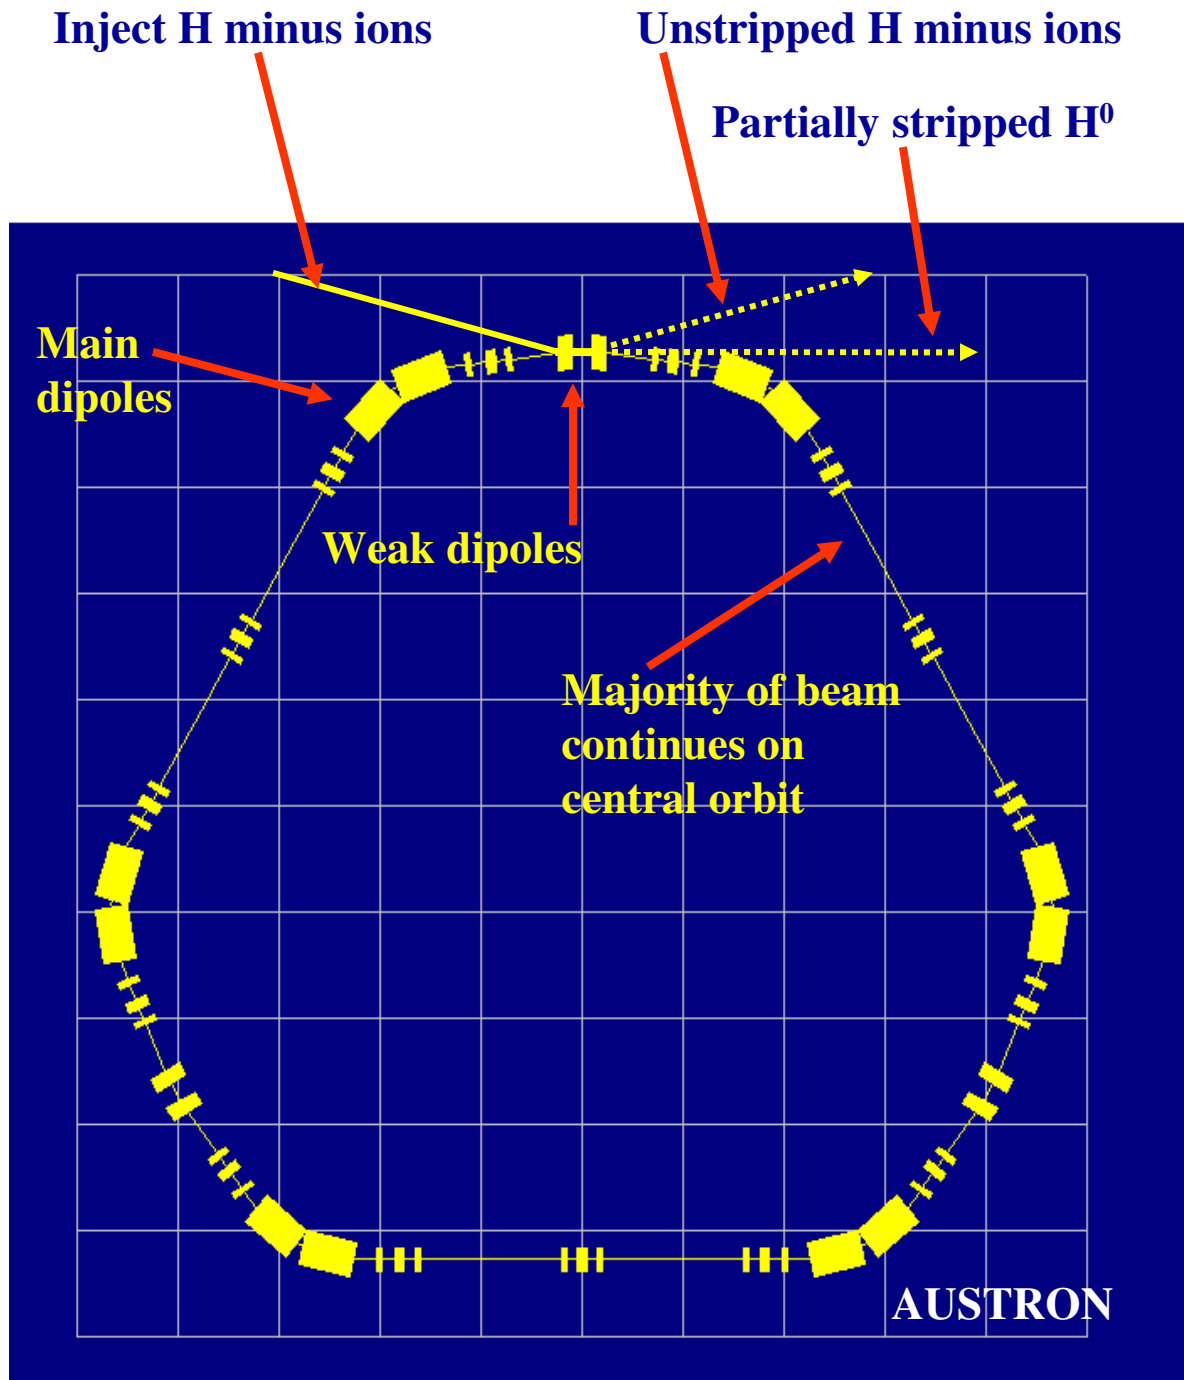 Inject H minus ions
Unstripped H minus ions
Partially stripped H⁰
Main
dipoles
Weak dipoles
Majority of beam
continues on
central orbit
AUSTRON